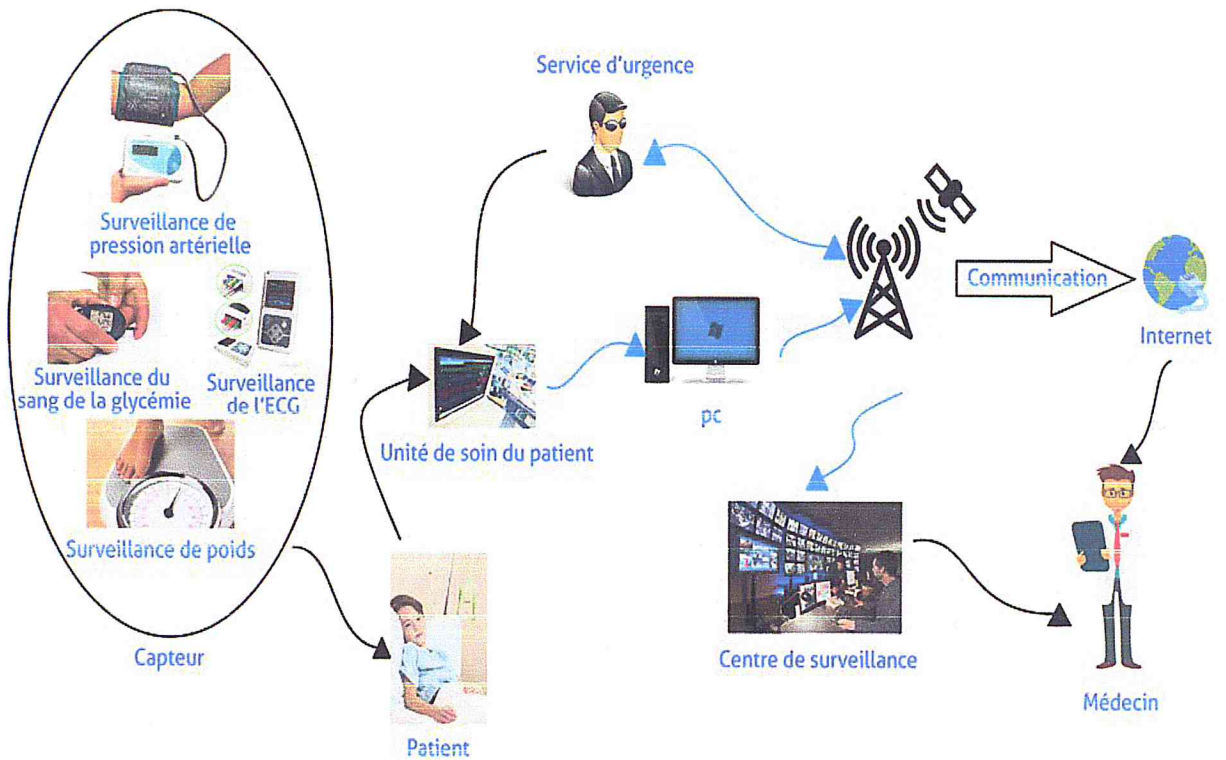 Service d'urgence
Surveillance de
pression artérielle
Communication
Internet
Surveillance du
sang de la glycémie
Surveillance
de l'ECG
pc
Unité de soin du patient
Surveillance de poids
Capteur
Centre de surveillance
Médecin
Patient